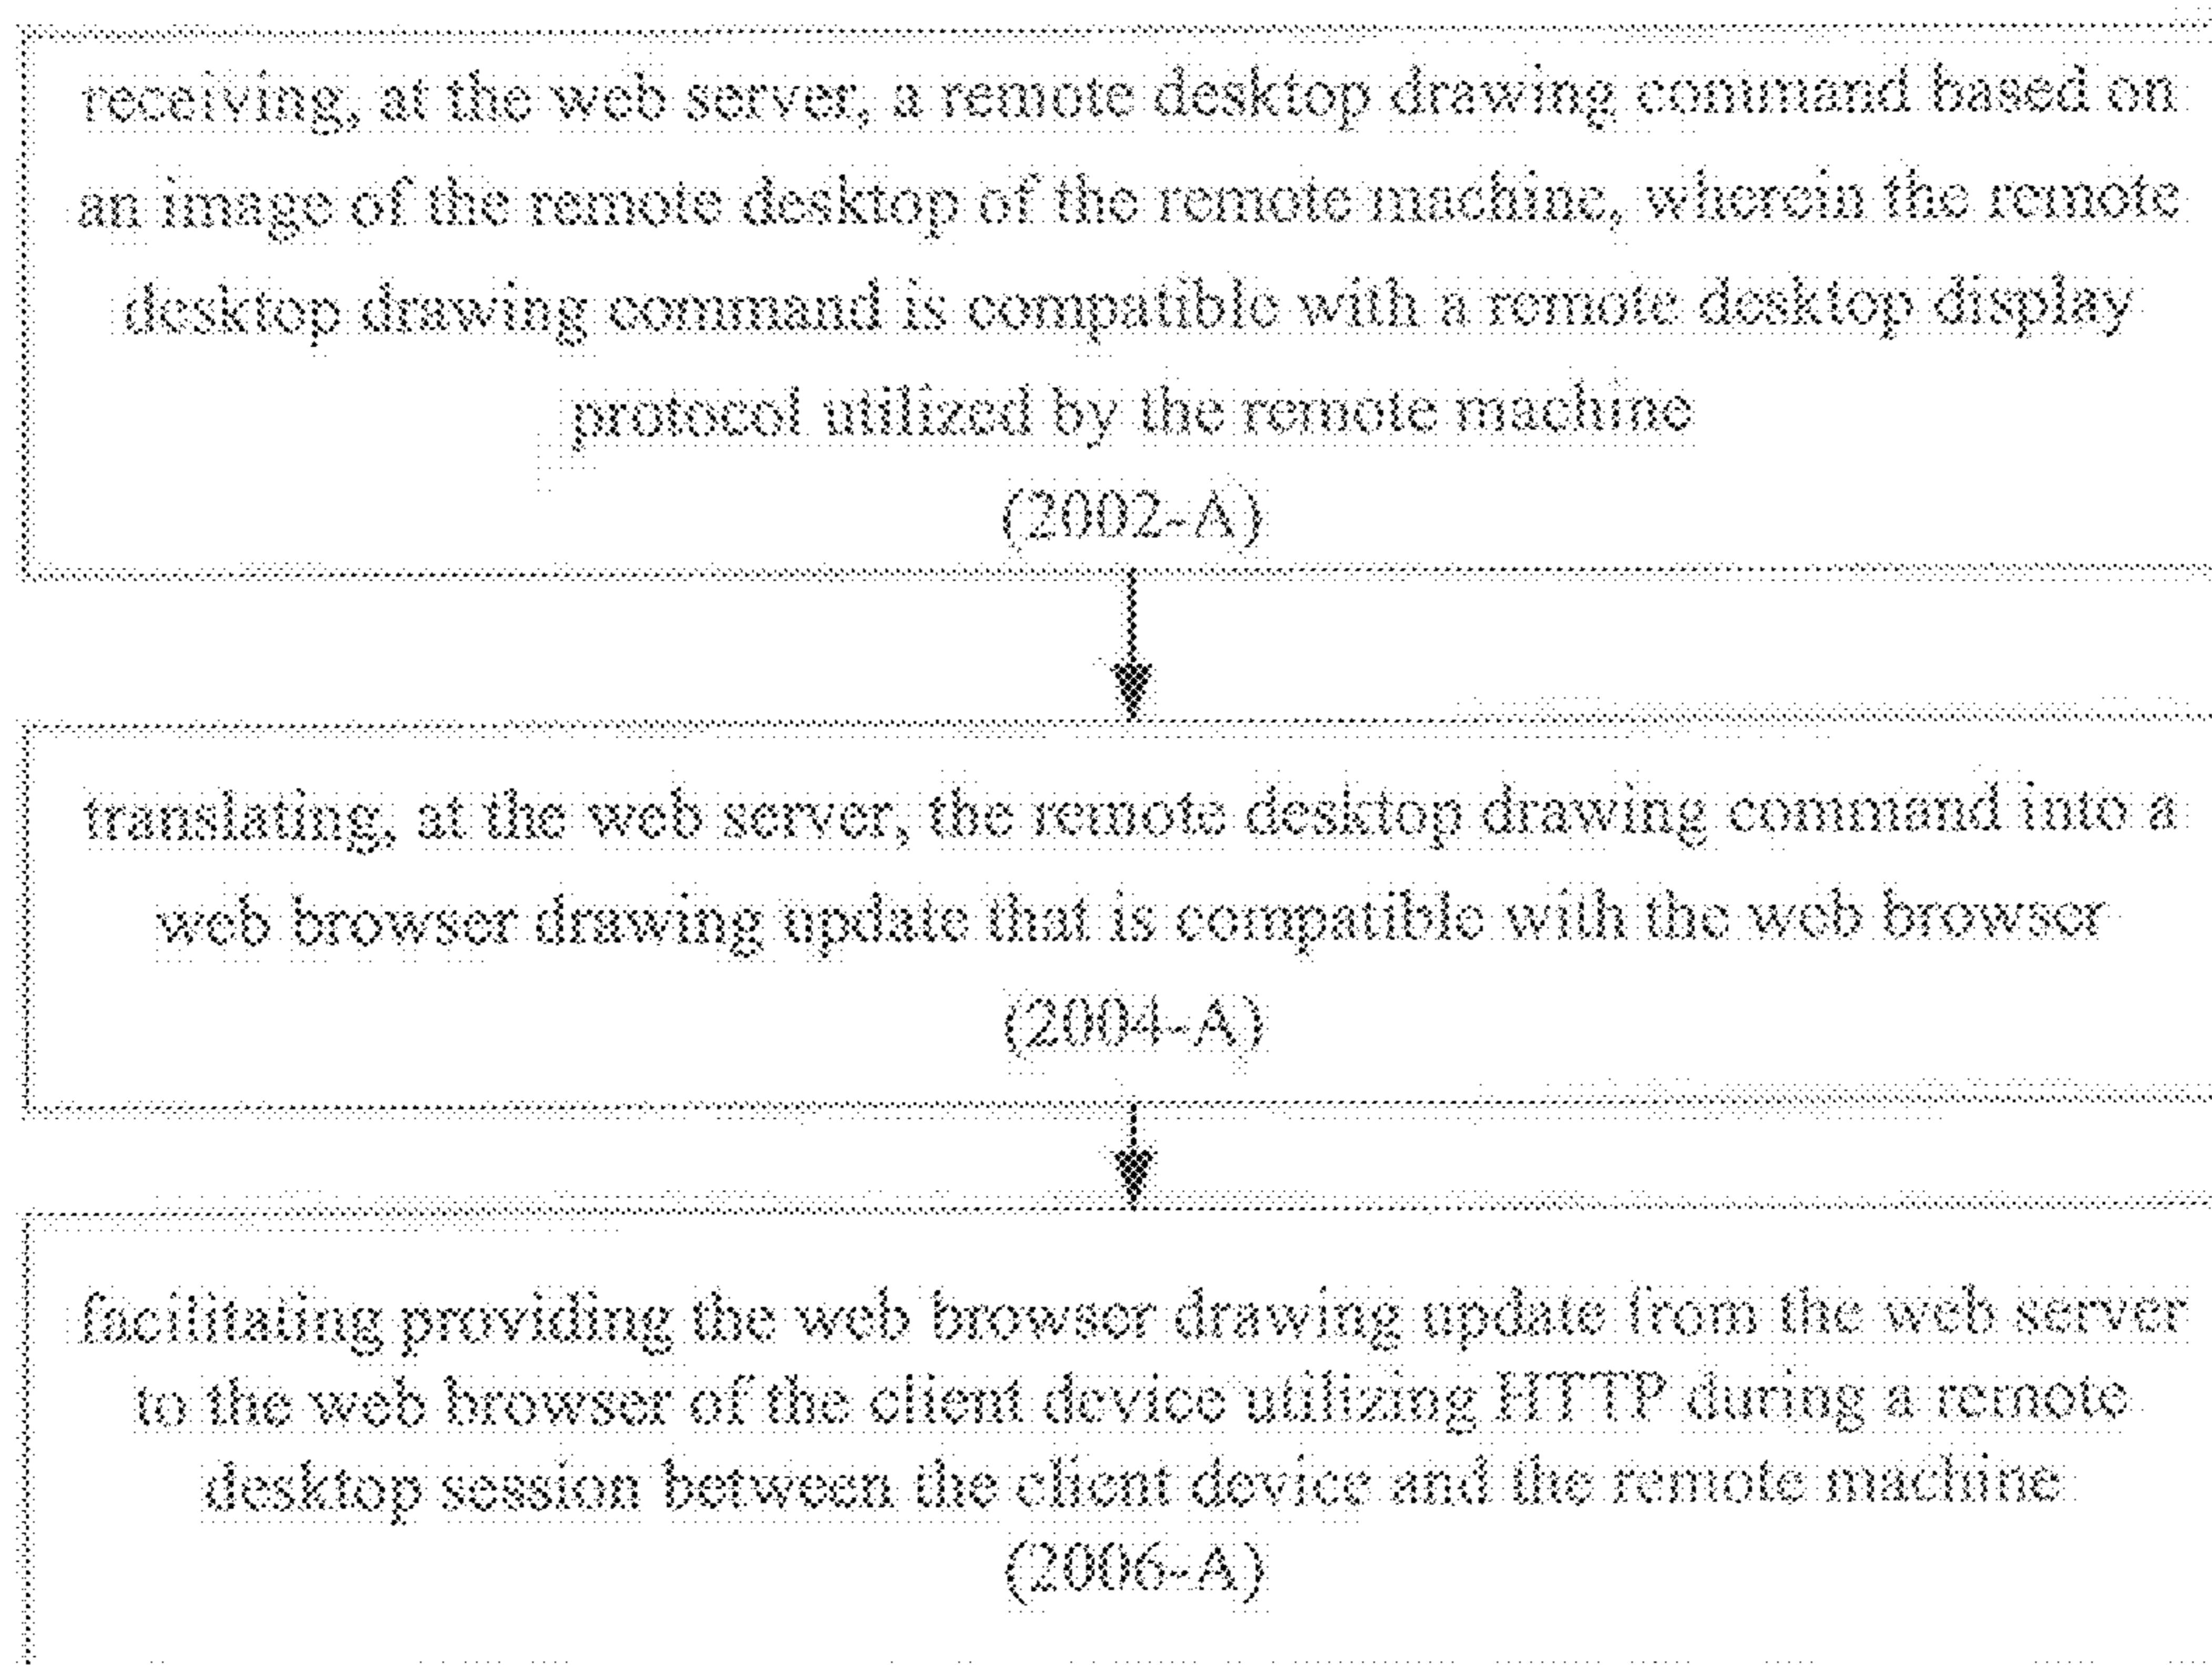 receiving, at the web server, a remote desktop drawing command based on
an image of the remote desktop of the remote machine, wherein the remote
desktop drawing command is compatible with a remote desktop display
protocol utilized by the remote machine
(2002-A)
translating, at the web server, the remote desktop drawing command into a
web browser drawing update that is compatible with the web browser
(2004-A)
facilitating providing the web browser drawing update from the web server
to the web browser of the client device utilizing HTTP during a remote
desktop session between the client device and the remote machine
(2006-A)